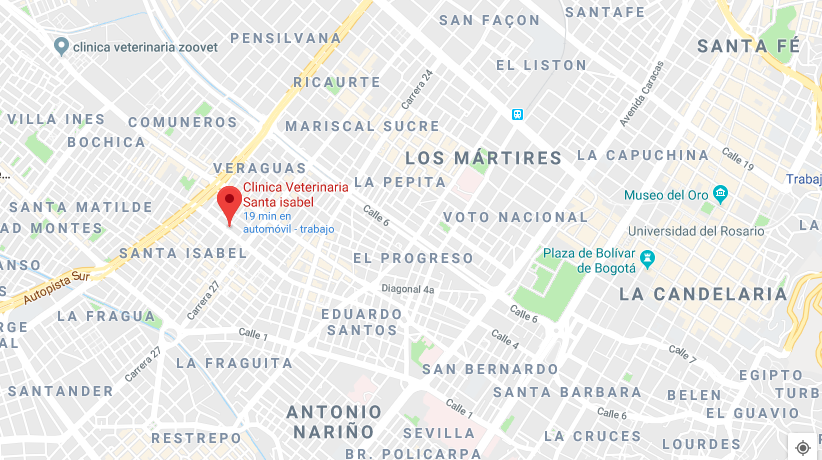 SANTAFE
SAN FAÇON
PENSILVANA
SANTA FÉ
clinica veterinaria zoovet
EL LISTON
RICAURTE
Carrera 24
Avenida Caracas
VILLA INES
COMUNEROS
MARISCAL SUCRE
BOCHICA
LOS MÁRTIRES
LA CAPUCHINA
Calle 19
VERAGUAS
e...
LA PEPITA
Trabaj
Clinica Veterinaria
Santa isabel
19 min en
automóvil - trabajo
Museo del Oro
SANTA MATILDE
Calle 6
VOTO NACIONAL
AD MONTES
Universidad del Rosario
SANTA ISABEL
EL PROGRESO
Plaza de Bolívar
de Bogotá
ANSO
Autopista Sur
Carrera 27
Diagonal 4a
LA CANDELARIA
LA FRAGUA
EDUARDO
SANTOS
Calle 6
RGE
AL
Calle 1
Calle 4
Calle 7
LA FRAGUITA
Carrera 27
SAN BERNARDO
EGIPTO
SANTANDER
SANTA BARBARA
BELEN
TURB
ANTONIO
NARIÑO
Calle 1
EL GUAVIO
RESTREPO
SEVILLA
LA CRUCES
LOURDES
BR. POLICARPA